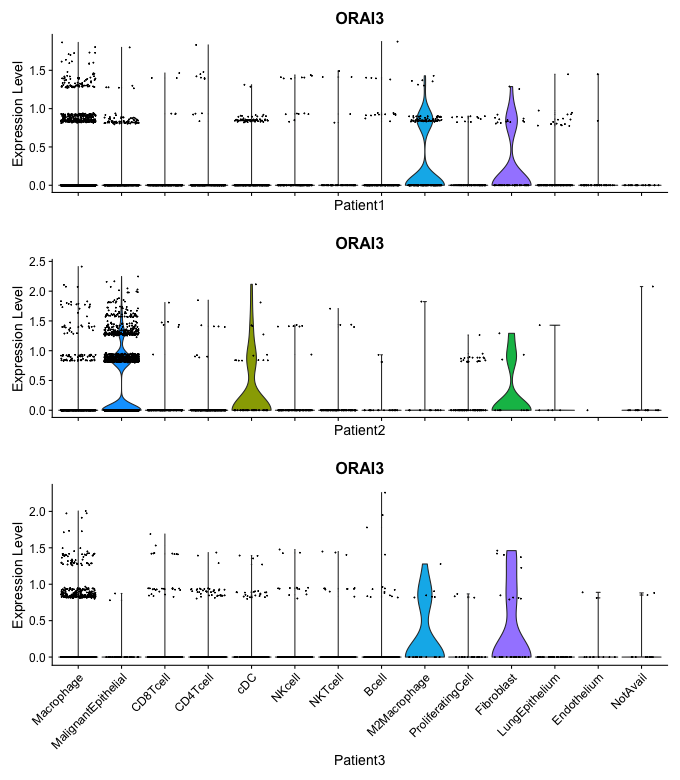 ORAI3
Expression Level
1.5
1.0
0.5
0.0
Patient1
ORAI3
Expression Level
2.5
2.0
1.5
1.0
0.5
0.0
Patient2
ORAI3
Expression Level
2.0
1.5
1.0
0.5
0.0
Macrophage
MalignantEpithelial
CD8Tcell
CD4Tcell
cDC
NKcell
NKTcell
Bcell
M2Macrophage
ProliferatingCell
Fibroblast
LungEpithelium
Endothelium
NotAvail
Patient3